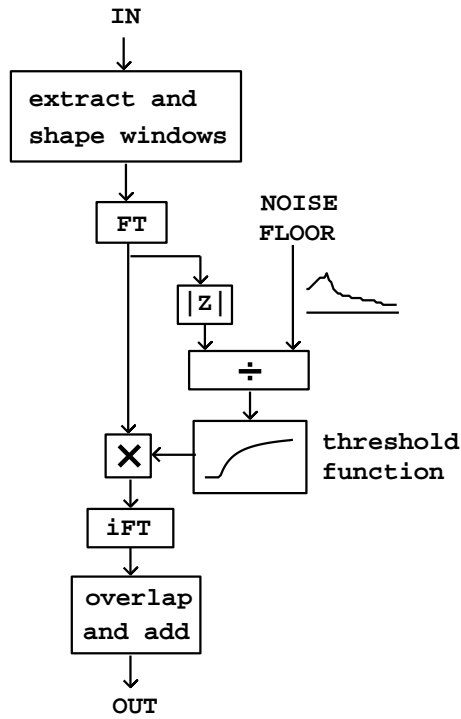 IN
extract and
shape windows
FT
NOISE
FLOOR
|Z|
÷
×
threshold
function
iFT
overlap
and add
OUT